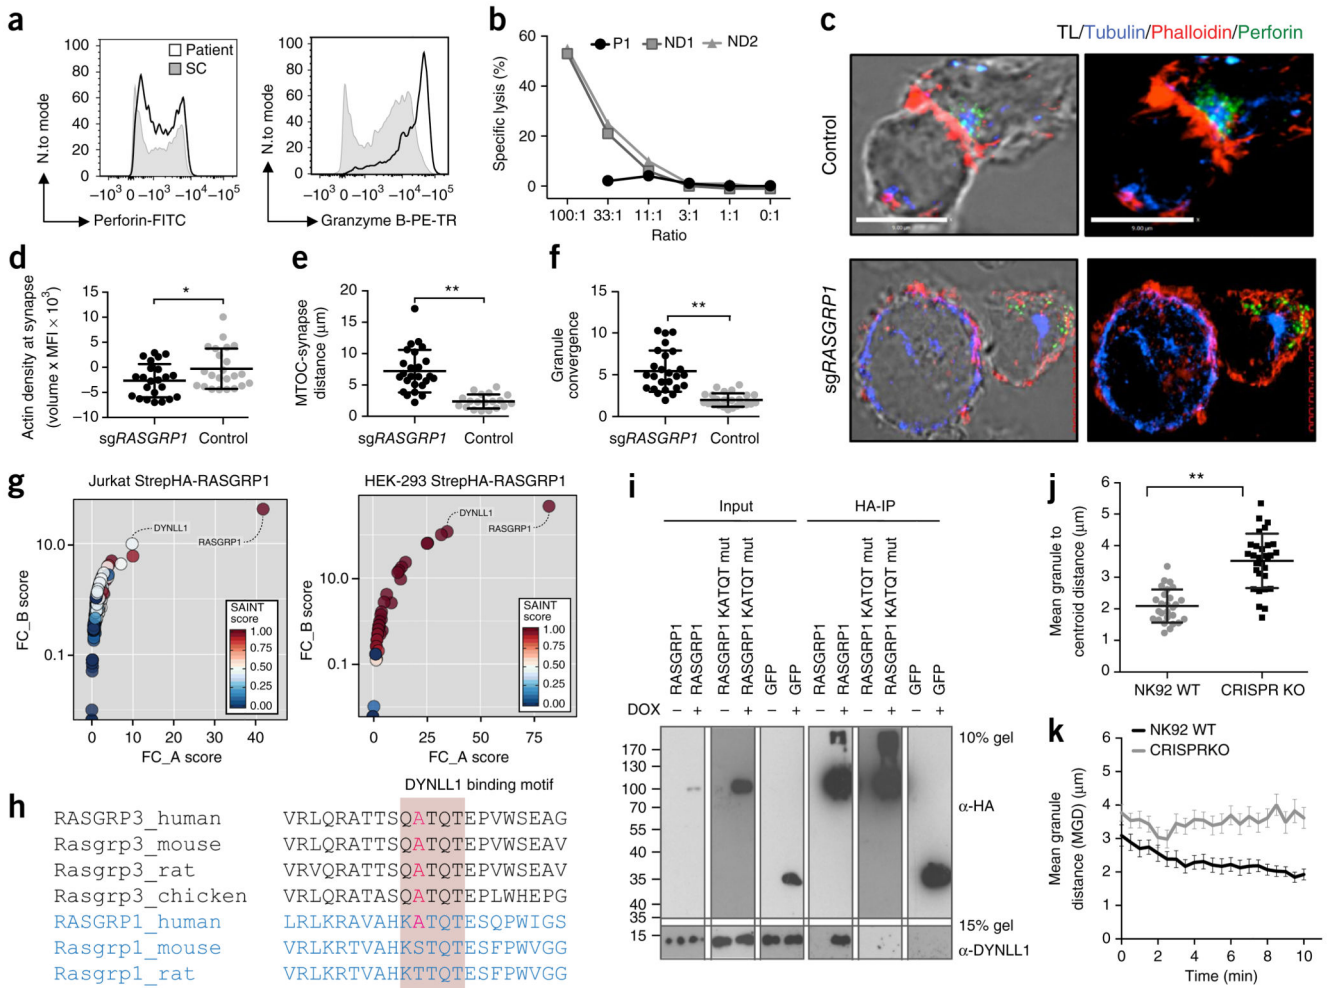 a
100
80
60
40
20
0
N.to mode
Patient
SC
−10³ −10³ −10⁴ −10⁵
Perforin-FITC
100
80
60
40
20
0
N.to mode
−10³ −10³ −10⁴ −10⁵
Granzyme B-PE-TR
b
P1 ND1 ND2
60
40
20
0
Specific lysis (%)
100:1 33:1 11:1 3:1 1:1 0:1
Ratio
c
TL/Tubulin/Phalloidin/Perforin
Control
5.00 µm
5.00 µm
sgRASGRP1
d
Actin density at synapse
(volume x MFI × 10³)
15
10
5
0
−5
−10
*
sgRASGRP1 Control
e
MTOC-synapse
distance (µm)
20
15
10
5
0
**
sgRASGRP1 Control
f
Granule
convergence
15
10
5
0
**
sgRASGRP1 Control
g
Jurkat StrepHA-RASGRP1
FC_B score
10.0
0.1
DYNLL1
RASGRP1
SAINT
score
1.00
0.75
0.50
0.25
0.00
0 10 20 30 40
FC_A score
HEK-293 StrepHA-RASGRP1
FC_B score
10.0
0.1
DYNLL1
RASGRP1
SAINT
score
1.00
0.75
0.50
0.25
0.00
0 25 50 75
FC_A score
h
DYNLL1 binding motif
RASGRP3_human VRLQRATTSQATQTEPVWSEAG
Rasgrp3_mouse VRLQRATTSQATQTEPVWSEAV
Rasgrp3_rat VRVQRATTSQATQTEPVWSEAV
Rasgrp3_chicken VRLQRATASQATQTEPLWHEPG
RASGRP1_human LRLKRAVAHKATQTESQPWIGS
Rasgrp1_mouse VRLKRTVAHKSTQTESFPWVGG
Rasgrp1_rat VRLKRTVAHKTTQTESFPWVGG
i
Input HA-IP
RASGRP1
RASGRP1
RASGRP1 KATQT mut
RASGRP1 KATQT mut
GFP
GFP
RASGRP1
RASGRP1
RASGRP1 KATQT mut
RASGRP1 KATQT mut
GFP
GFP
DOX − + − + − + − + − + − +
10% gel
170
130
100
70
55
40
35
40
35
15
α-HA
15% gel
α-DYNLL1
j
Mean granule to
centroid distance (µm)
6
5
4
3
2
1
0
**
NK92 WT CRISPR KO
k
NK92 WT
CRISPRKO
Mean granule
distance (MGD) (µm)
6
5
4
3
2
1
0
0 2 4 6 8 10
Time (min)